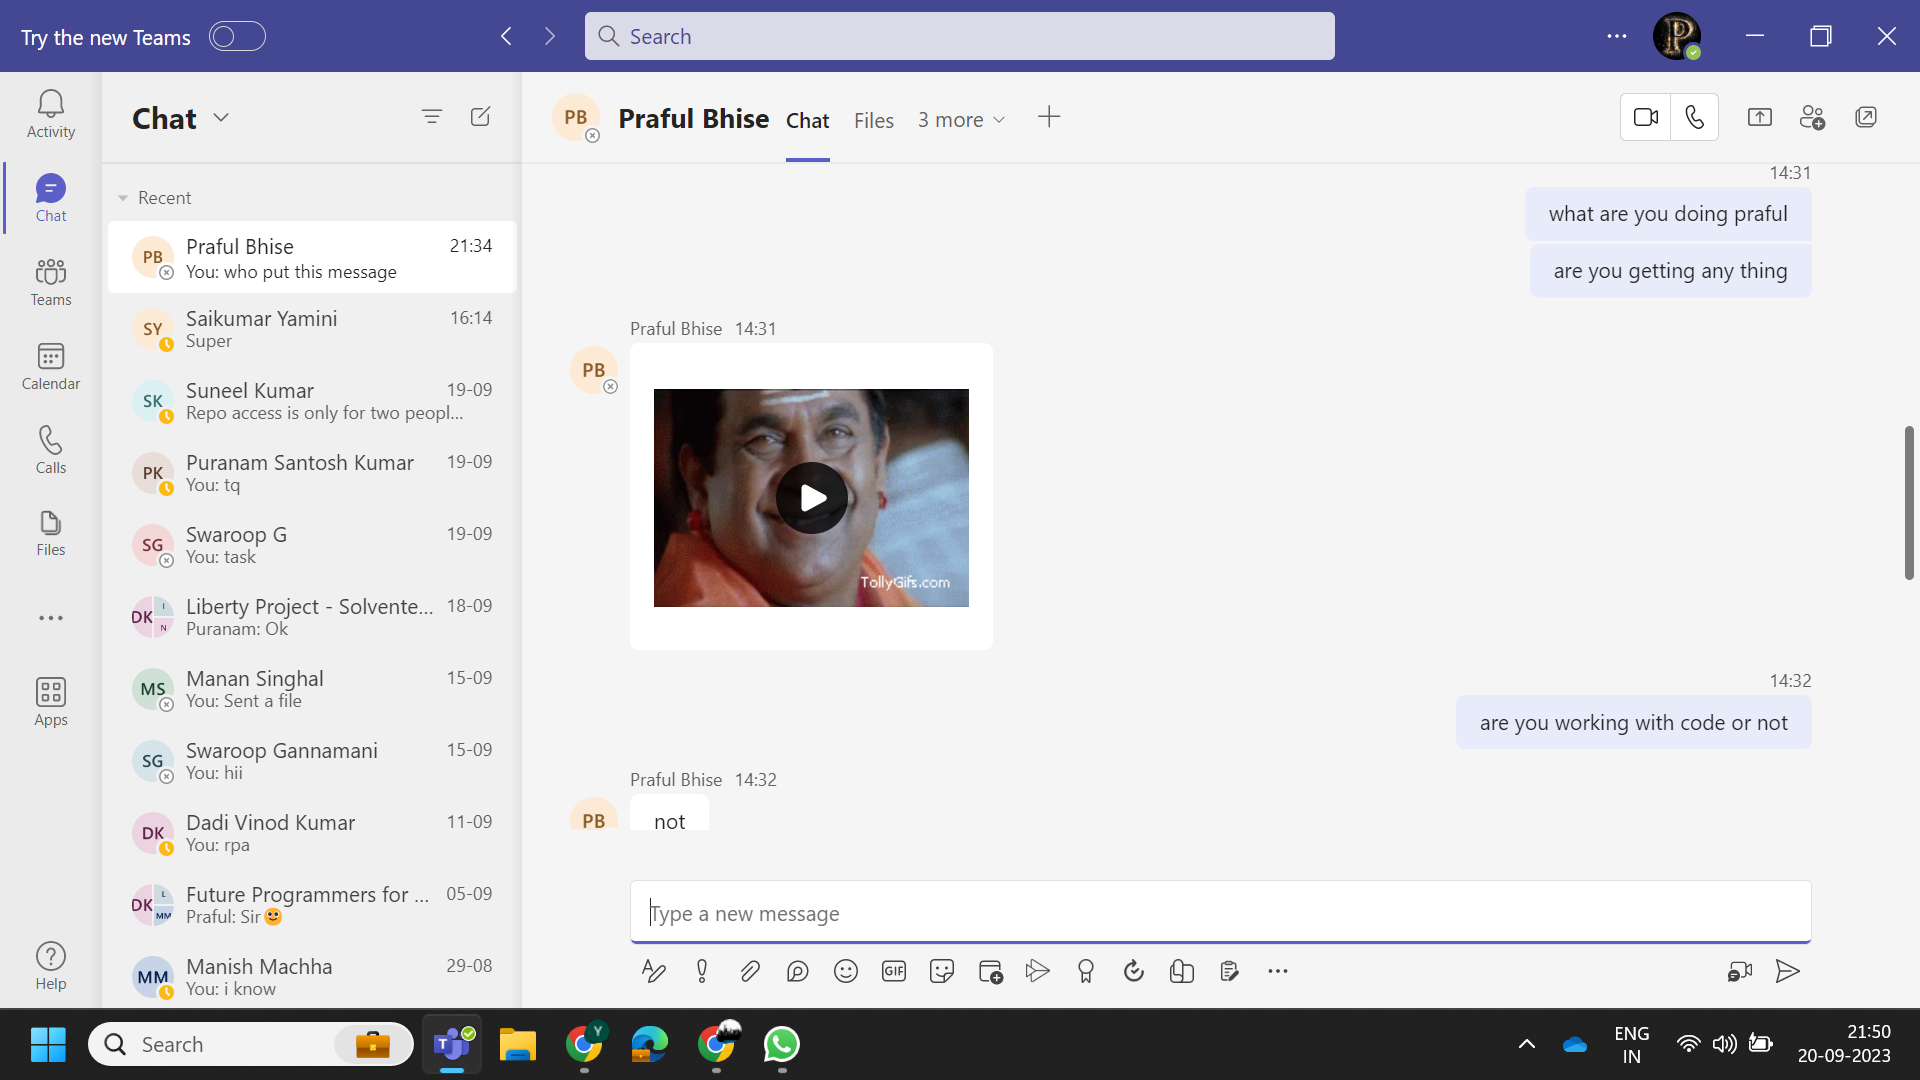 Try the new Teams
Search
Activity
Chat
Teams
Calendar
Calls
Files
Apps
Help
Chat
Recent
PB
Praful Bhise
21:34
You: who put this message
SY
Saikumar Yamini
16:14
Super
SK
Suneel Kumar
19-09
Repo access is only for two peopl...
PK
Puranam Santosh Kumar
19-09
You: tq
SG
Swaroop G
19-09
You: task
DK
I
N
Liberty Project - Solvente...
18-09
Puranam: Ok
MS
Manan Singhal
15-09
You: Sent a file
SG
Swaroop Gannamani
15-09
You: hii
DK
Dadi Vinod Kumar
11-09
You: rpa
DK
L
MM
Future Programmers for ...
05-09
Praful: Sir
MM
Manish Machha
29-08
You: i know
PB
Praful Bhise
Chat
Files
3 more
14:31
what are you doing praful
are you getting any thing
Praful Bhise 14:31
PB
TollyGifs.com
14:32
are you working with code or not
Praful Bhise 14:32
PB
not
Type a new message
GIF
Search
T
Y
ENG
IN
21:50
20-09-2023
P